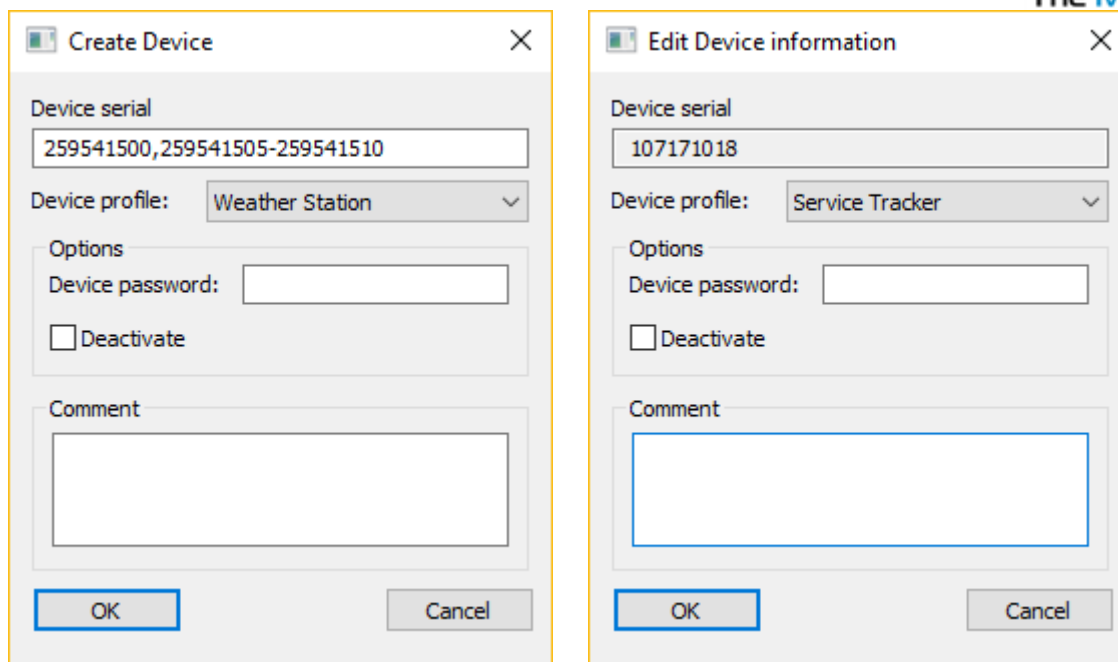 Create Device
Device serial
259541500,259541505-259541510
Device profile: Weather Station
Options
Device password:
Deactivate
Comment
OK Cancel
Edit Device information
Device serial
107171018
Device profile: Service Tracker
Options
Device password:
Deactivate
Comment
OK Cancel